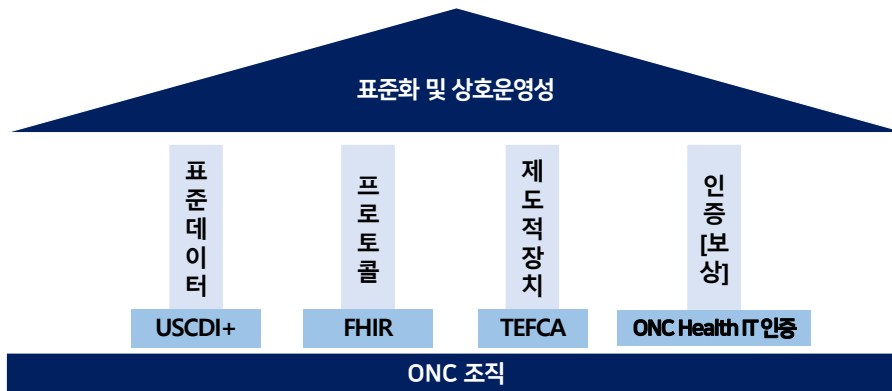 표준화 및 상호운영성
표준데이터
프로토콜
제도적장치
인증[보상]
USCDI+
FHIR
TEFCA
ONC Health IT 인증
ONC 조직